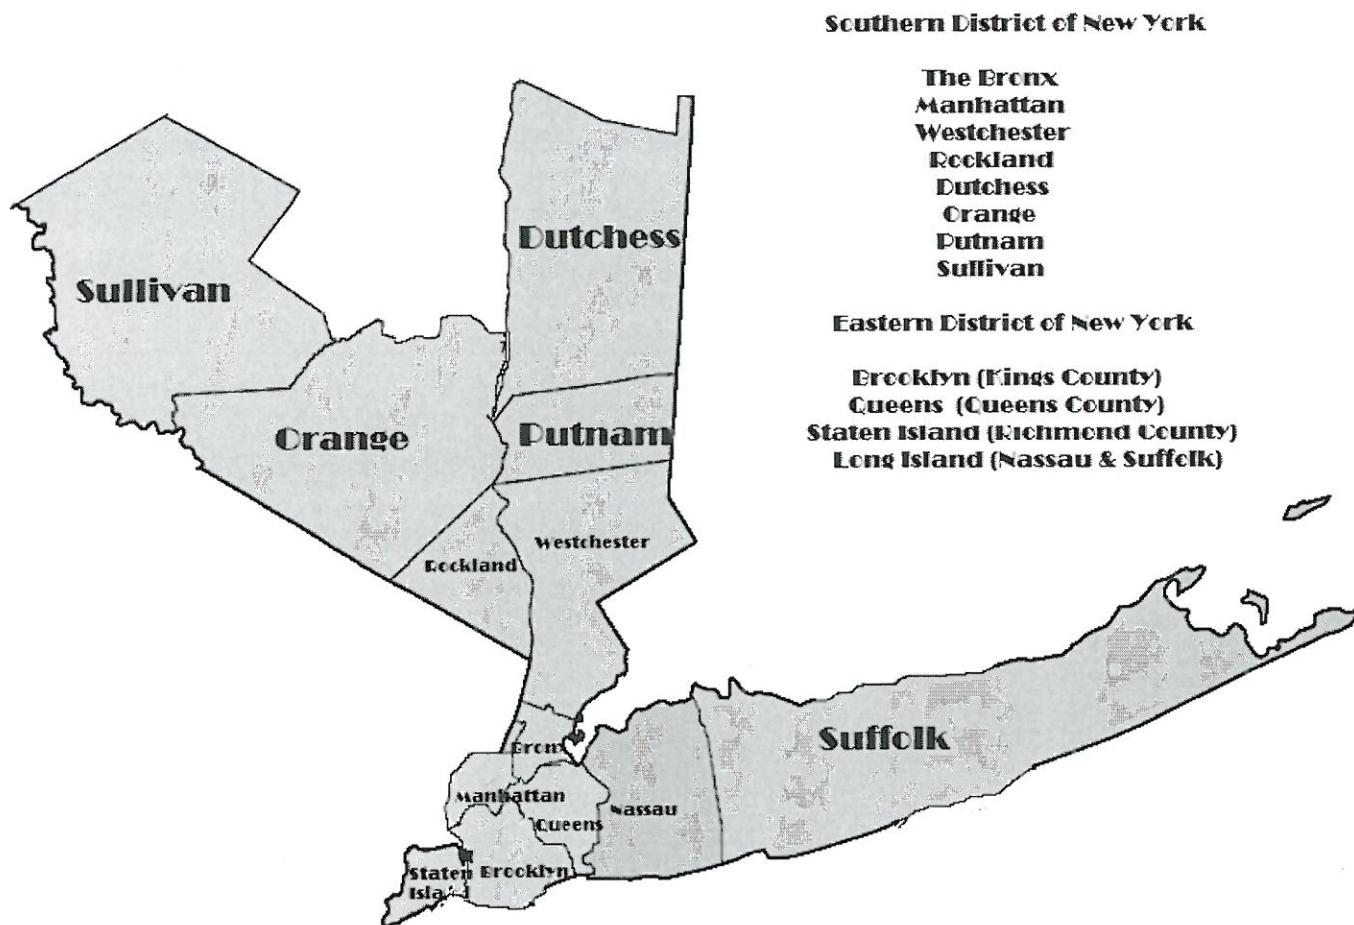 Southern District of New York
The Bronx
Manhattan
Westchester
Rockland
Dutchess
Orange
Putnam
Sullivan
Eastern District of New York
Brooklyn (Kings County)
Queens (Queens County)
Staten Island (Richmond County)
Long Island (Nassau & Suffolk)
Dutchess
Sullivan
Orange
Putnam
Westchester
Rockland
Suffolk
Bronx
Manhattan
Nassau
Queens
Staten
Island
Brooklyn